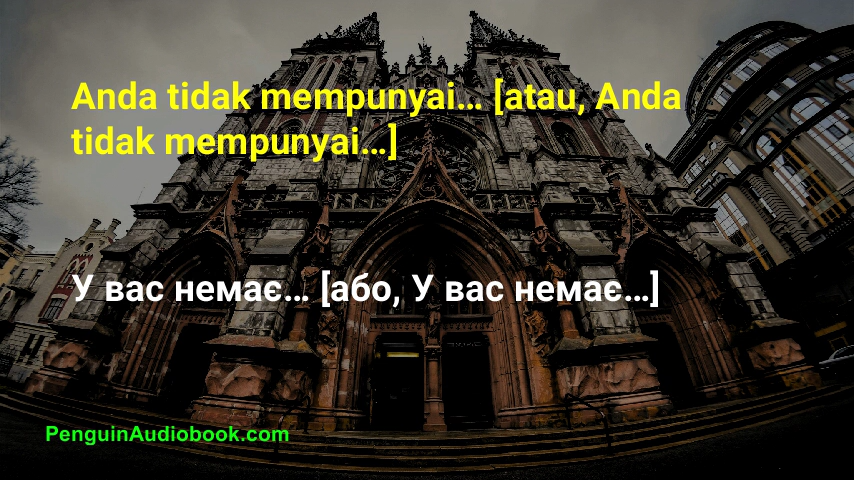 Anda tidak mempunyai... [atau, Anda
tidak mempunyai...]
У вас немає... [або, У вас немає...]
PenguinAudiobook.com